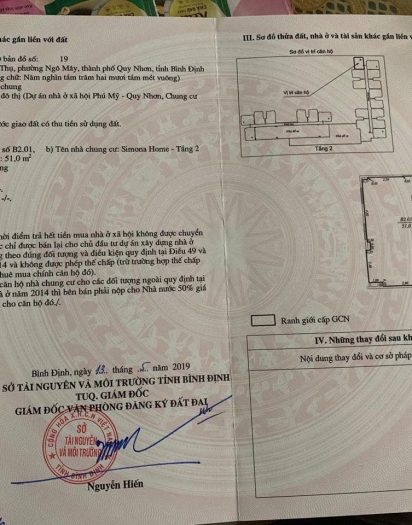 ác gắn liền với đất
bản đồ số: 19
Thụ, phường Ngô Mây, thành phố Quy Nhơn, tỉnh Bình Định
g chữ: Năm nghìn tám trăm hai mươi tám mét vuông)
chung
đô thị (Dự án nhà ở xã hội Phú Mỹ - Quy Nhơn, Chung cư
ớc giao đất có thu tiền sử dụng đất.
số B2.01, b) Tên nhà chung cư: Simona Home - Tầng 2
: 51,0 m²
ng
-/-.
hời điểm trả hết tiền mua nhà ở xã hội không được chuyển
c chỉ được bán lại cho chủ đầu tư dự án xây dựng nhà ở
g theo đúng đối tượng và điều kiện quy định tại Điều 49 và
14 và không được phép thế chấp (trừ trường hợp thế chấp
huê mua chính căn hộ đó).
căn hộ nhà chung cư cho các đối tượng ngoài quy định tại
à ở năm 2014 thì bên bán phải nộp cho Nhà nước 50% giá
cho căn hộ đó./.
Bình Định, ngày 13 tháng 5 năm 2019
SỞ TÀI NGUYÊN VÀ MÔI TRƯỜNG TỈNH BÌNH ĐỊNH
TUQ. GIÁM ĐỐC
GIÁM ĐỐC VĂN PHÒNG ĐĂNG KÝ ĐẤT ĐAI
SỞ
TÀI NGUYÊN
VÀ MÔI TRƯỜNG
TỈNH BÌNH ĐỊNH
Nguyễn Hiến
III. Sơ đồ thửa đất, nhà ở và tài sản khác gắn liền v
Sơ đồ vị trí căn hộ
Vị trí căn hộ
Tầng 2
51.0
Ranh giới cấp GCN
IV. Những thay đổi sau kh
Nội dung thay đổi và cơ sở pháp